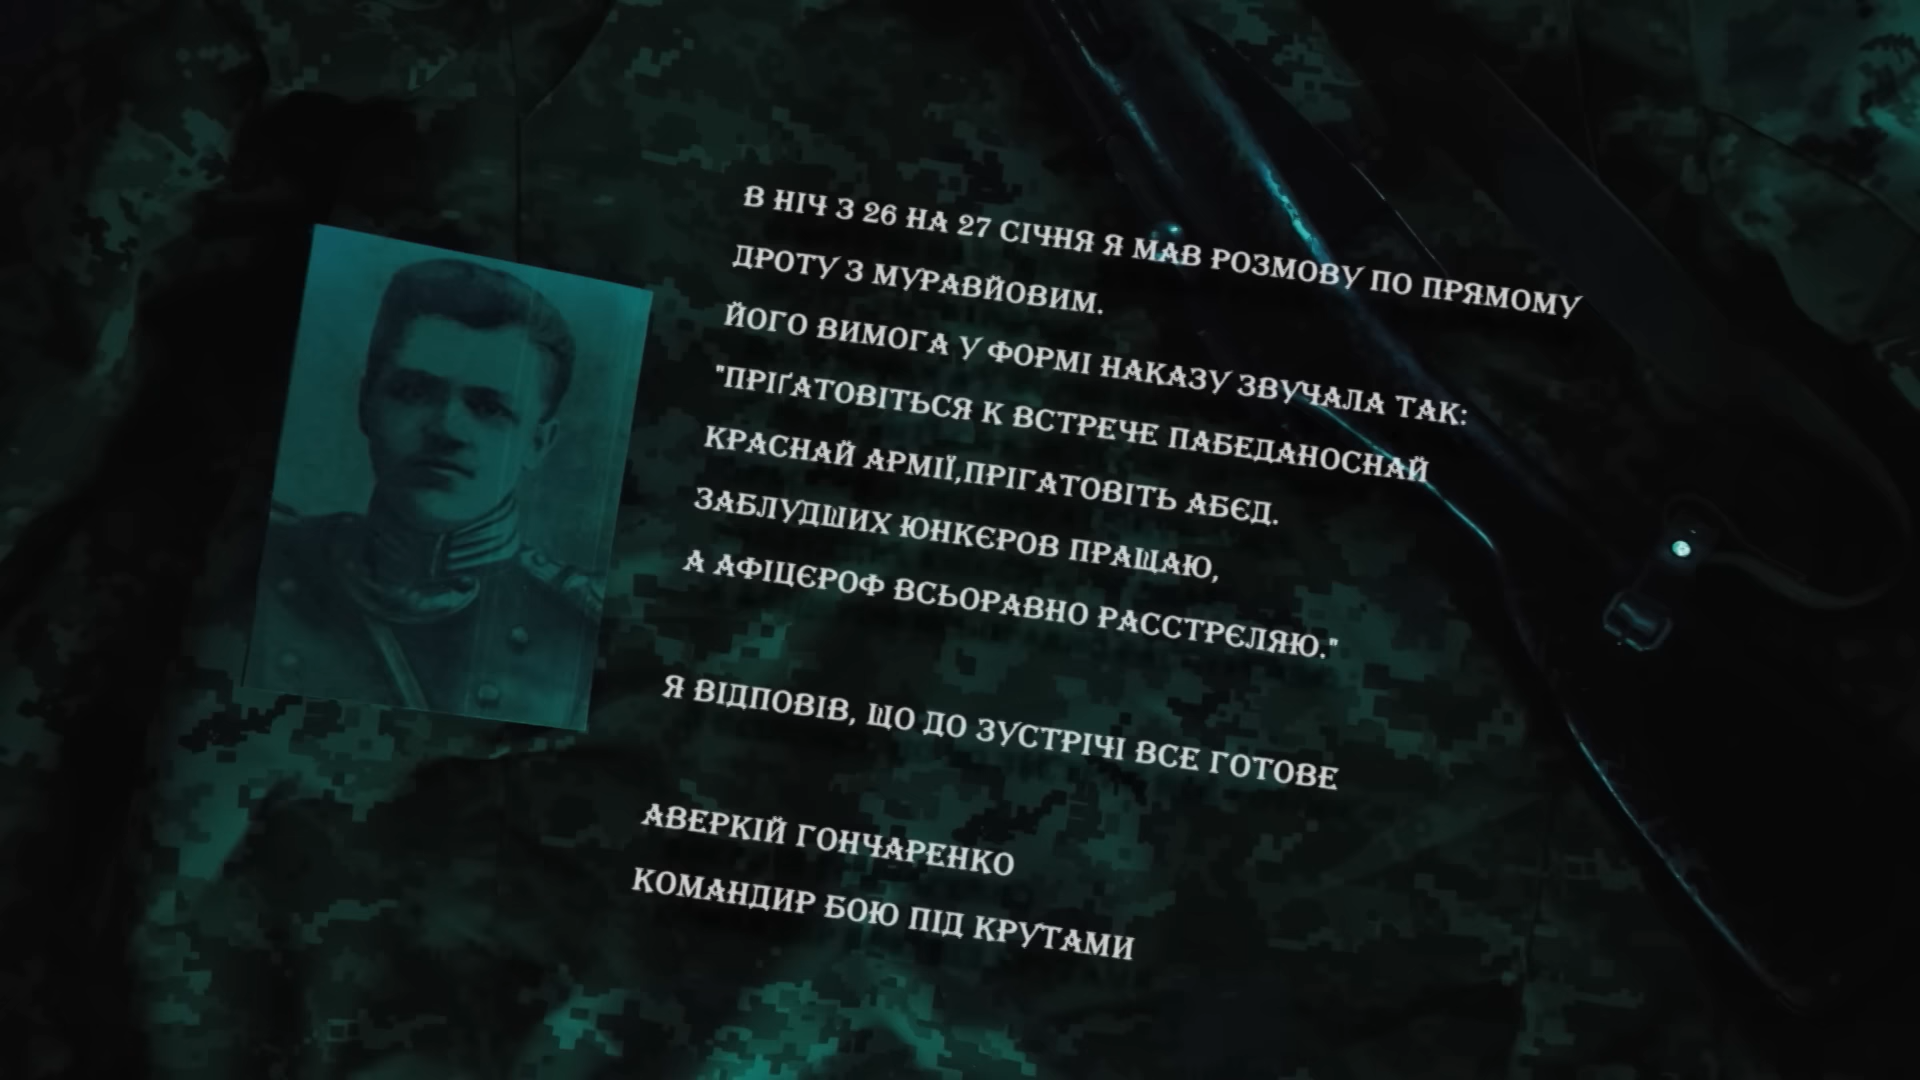 В НІЧ З 26 НА 27 СІЧНЯ Я МАВ РОЗМОВУ ПО ПРЯМОМУ
ДРОТУ З МУРАВЙОВИМ.
ЙОГО ВИМОГА У ФОРМІ НАКАЗУ ЗВУЧАЛА ТАК:
"ПРІҐАТОВІТЬСЯ К ВСТРЕЧЕ ПАБЕДАНОСНАЙ
КРАСНАЙ АРМІЇ,ПРІГАТОВІТЬ АБЄД.
ЗАБЛУДШИХ ЮНКЄРОВ ПРАЩАЮ,
А АФІЦЄРОФ ВСЬОРАВНО РАССТРЄЛЯЮ."
Я ВІДПОВІВ, ЩО ДО ЗУСТРІЧІ ВСЕ ГОТОВЕ
АВЕРКІЙ ГОНЧАРЕНКО
КОМАНДИР БОЮ ПІД КРУТАМИ